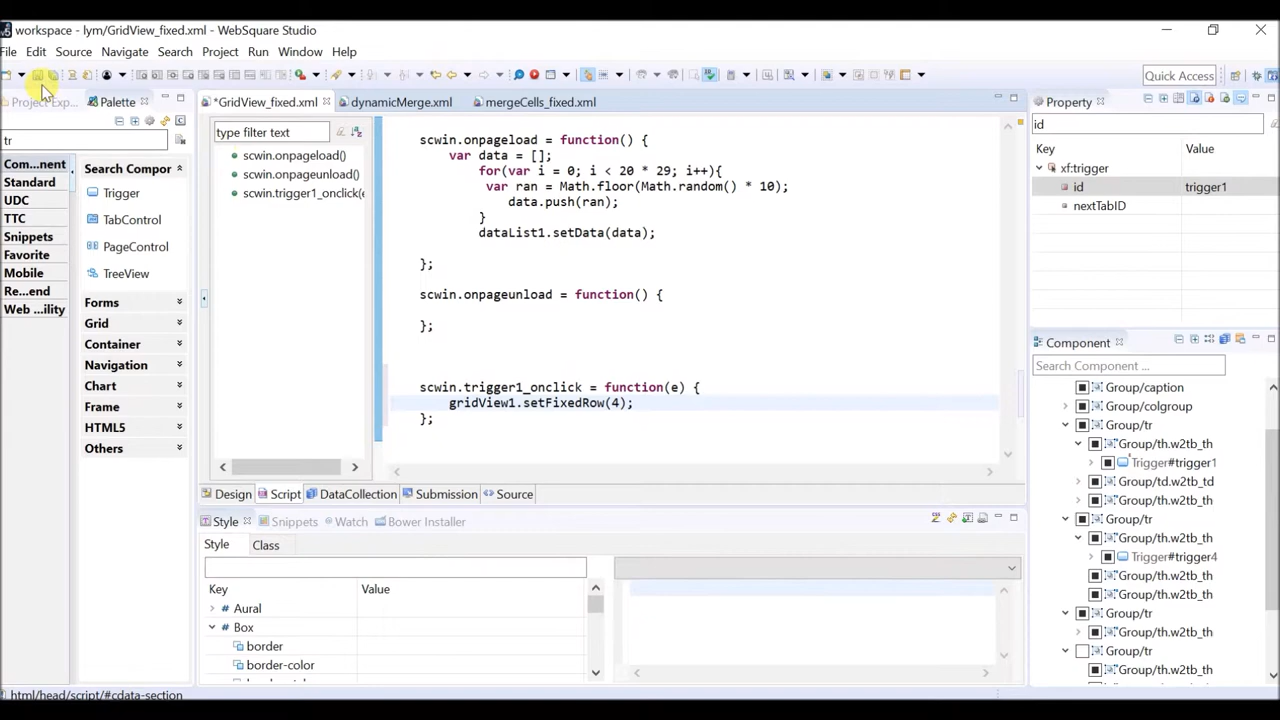 workspace - lym/GridView_fixed.xml - WebSquare Studio
File Edit Source Navigate Search Project Run Window Help
Quick Access
Project Exp...
Palette
*GridView_fixed.xml
dynamicMerge.xml
mergeCells_fixed.xml
Property
tr
type filter text
id
Key Value
xf:trigger
id trigger1
nextTabID
Com...nent
Standard
UDC
TTC
Snippets
Favorite
Mobile
Re...end
Web ...ility
Search Compor
Trigger
TabControl
PageControl
TreeView
Forms
Grid
Container
Navigation
Chart
Frame
HTML5
Others
scwin.onpageload()
scwin.onpageunload()
scwin.trigger1_onclick(e
scwin.onpageload = function() {
var data = [];
for(var i = 0; i < 20 * 29; i++){
var ran = Math.floor(Math.random() * 10);
data.push(ran);
}
dataList1.setData(data);
};
scwin.onpageunload = function() {
};
scwin.trigger1_onclick = function(e) {
gridView1.setFixedRow(4);
};
Design Script DataCollection Submission Source
Style Snippets Watch Bower Installer
Style Class
Key Value
Aural
Box
border
border-color
Component
Search Component ...
Group/caption
Group/colgroup
Group/tr
Group/th.w2tb_th
Trigger#trigger1
Group/td.w2tb_td
Group/th.w2tb_th
Group/tr
Group/th.w2tb_th
Trigger#trigger4
Group/th.w2tb_th
Group/th.w2tb_th
Group/tr
Group/th.w2tb_th
Group/tr
Group/th.w2tb_th
html/head/script/#cdata-section